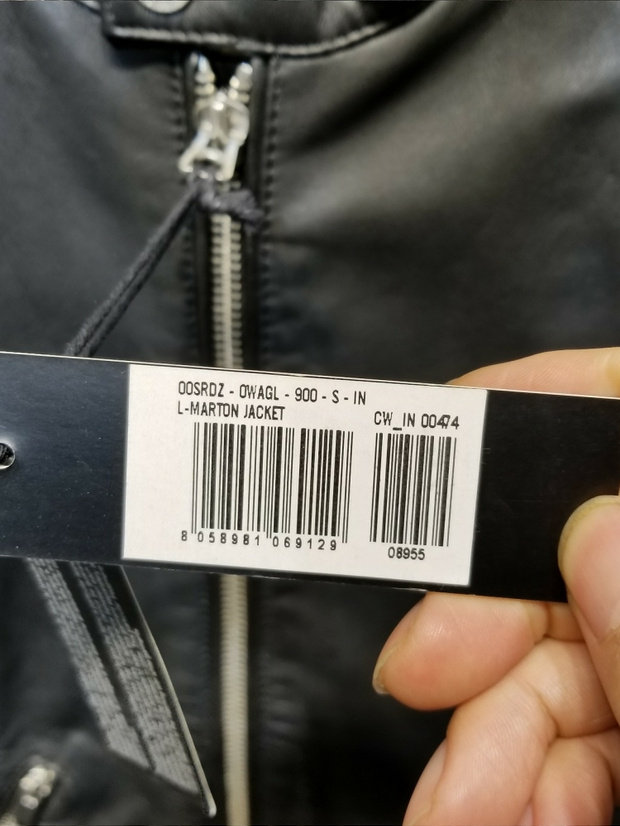 00SRDZ - 0WAGL - 900 - S - IN
L-MARTON JACKET
CW_IN 00474
8 058981 069129
08955